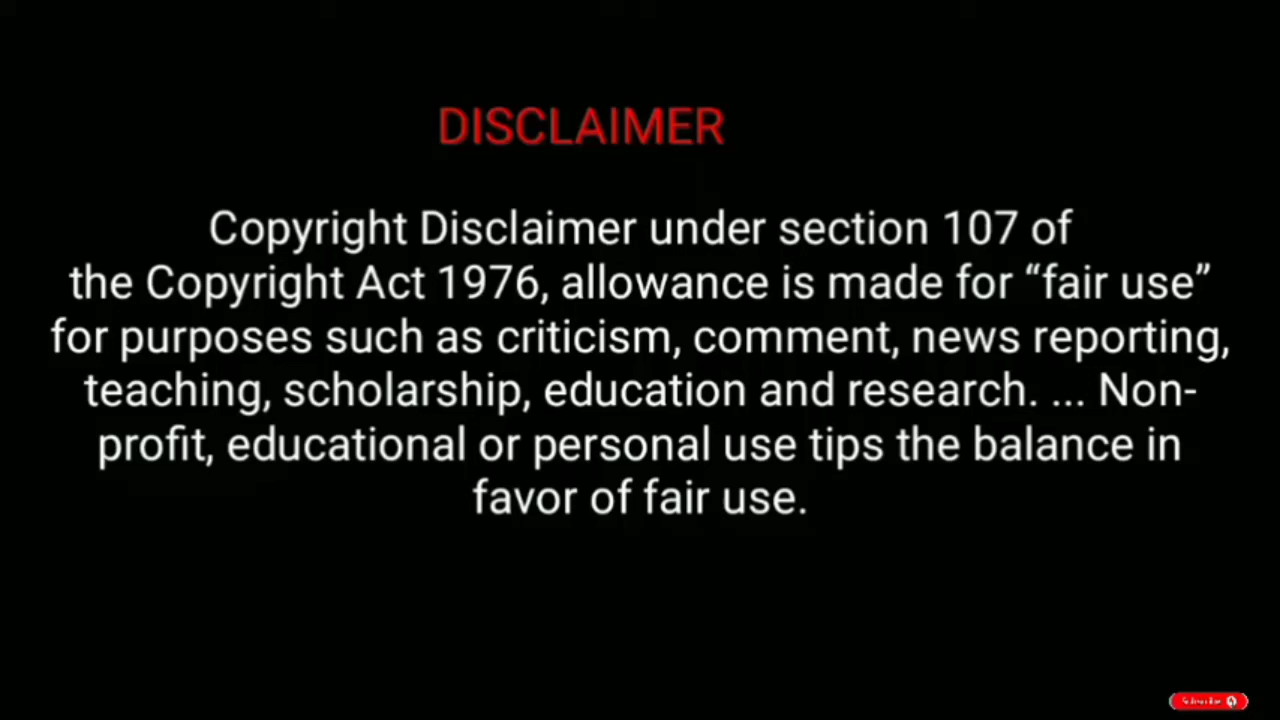 DISCLAIMER
Copyright Disclaimer under section 107 of
the Copyright Act 1976, allowance is made for “fair use”
for purposes such as criticism, comment, news reporting,
teaching, scholarship, education and research. ... Non-
profit, educational or personal use tips the balance in
favor of fair use.
Subscribe